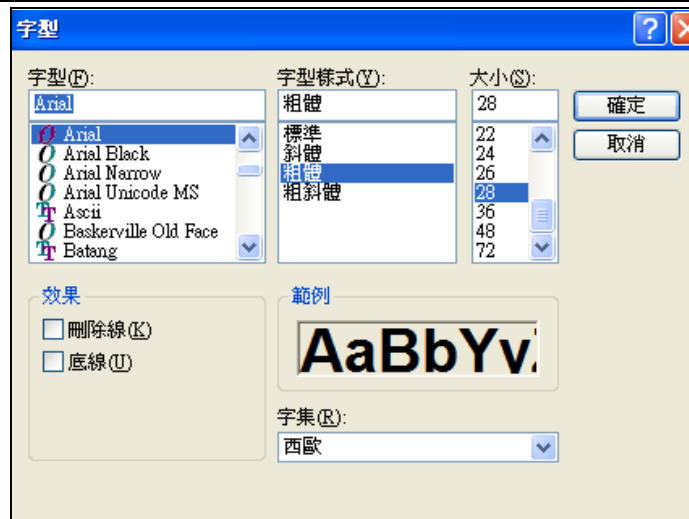 字型
字型(F):
Arial
Arial
Arial Black
Arial Narrow
Arial Unicode MS
Ascii
Baskerville Old Face
Batang
字型樣式(Y):
粗體
標準
斜體
粗體
粗斜體
大小(S):
28
22
24
26
28
36
48
72
確定
取消
效果
刪除線(K)
底線(U)
範例
AaBbYy
字集(R):
西歐